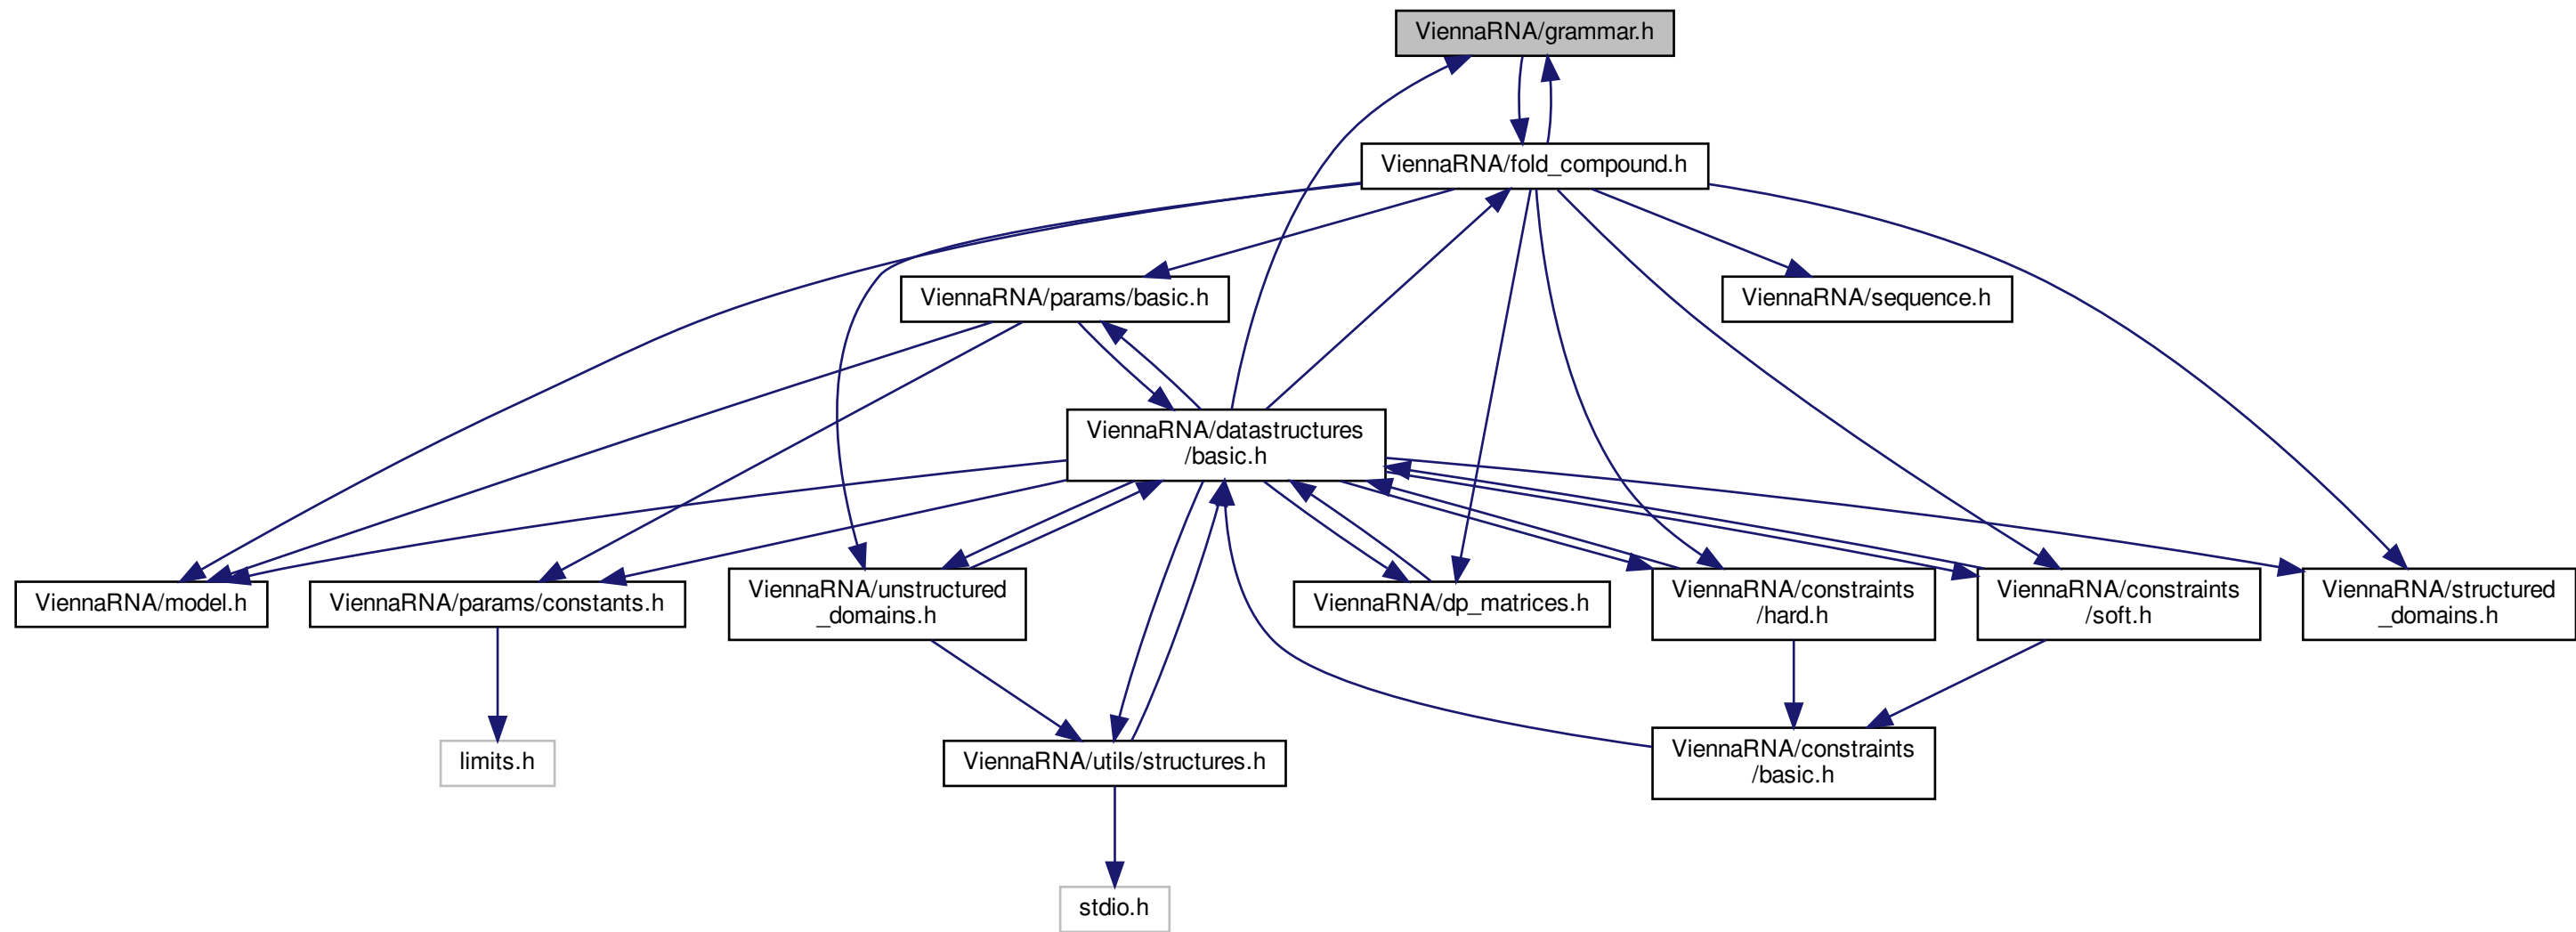 ViennaRNA/grammar.h
ViennaRNA/fold_compound.h
ViennaRNA/params/basic.h
ViennaRNA/sequence.h
ViennaRNA/datastructures
/basic.h
ViennaRNA/model.h
ViennaRNA/params/constants.h
ViennaRNA/unstructured
_domains.h
ViennaRNA/dp_matrices.h
ViennaRNA/constraints
/hard.h
ViennaRNA/constraints
/soft.h
ViennaRNA/structured
_domains.h
limits.h
ViennaRNA/utils/structures.h
ViennaRNA/constraints
/basic.h
stdio.h